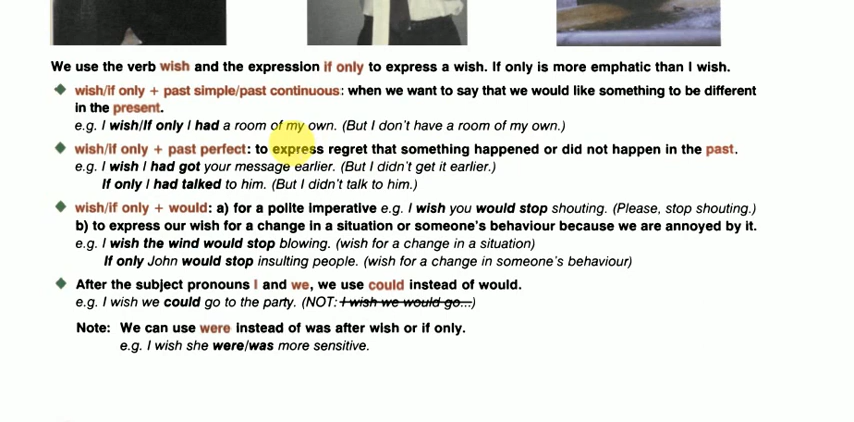 We use the verb wish and the expression if only to express a wish. If only is more emphatic than I wish.
wish/if only + past simple/past continuous: when we want to say that we would like something to be different
in the present.
e.g. I wish/If only I had a room of my own. (But I don't have a room of my own.)
wish/if only + past perfect: to express regret that something happened or did not happen in the past.
e.g. I wish I had got your message earlier. (But I didn't get it earlier.)
If only I had talked to him. (But I didn't talk to him.)
wish/if only + would: a) for a polite imperative e.g. I wish you would stop shouting. (Please, stop shouting.)
b) to express our wish for a change in a situation or someone's behaviour because we are annoyed by it.
e.g. I wish the wind would stop blowing. (wish for a change in a situation)
If only John would stop insulting people. (wish for a change in someone's behaviour)
After the subject pronouns I and we, we use could instead of would.
e.g. I wish we could go to the party. (NOT: I wish we would go...)
Note: We can use were instead of was after wish or if only.
e.g. I wish she were/was more sensitive.